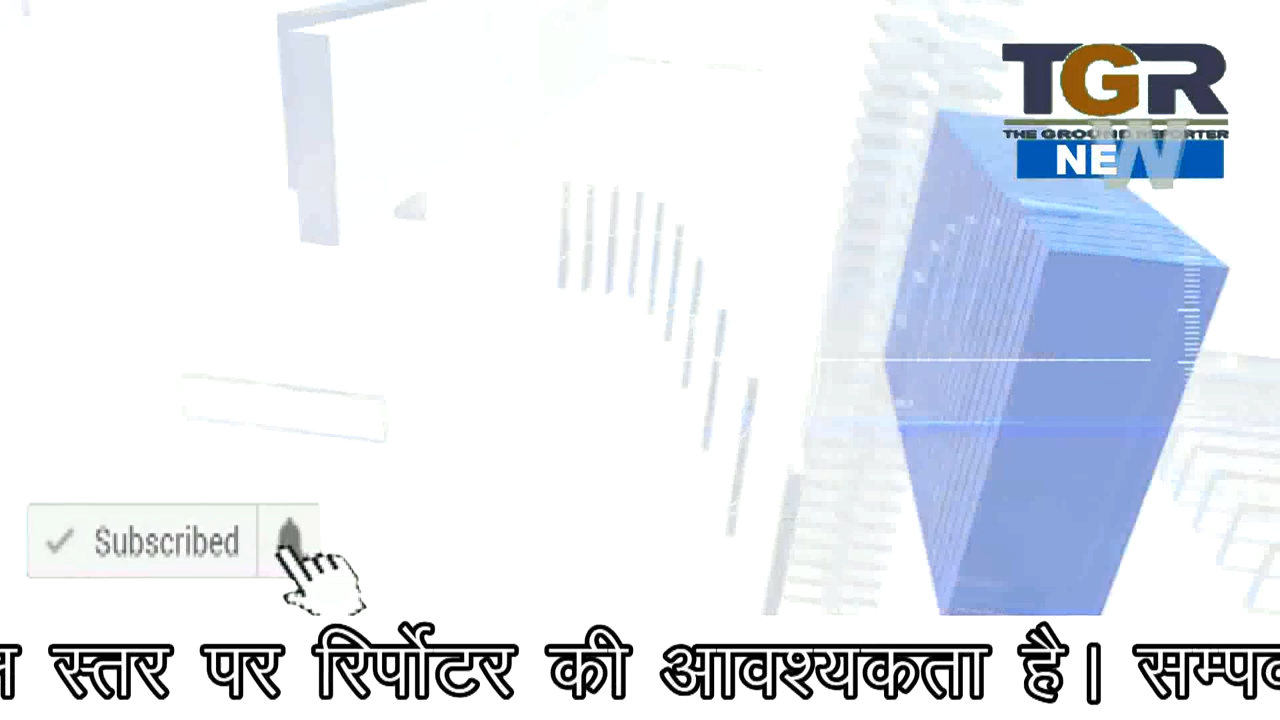 TGR
THE GROUND REPORTER
NEW
Subscribed
स्तर पर रिर्पोटर की आवश्यकता है।